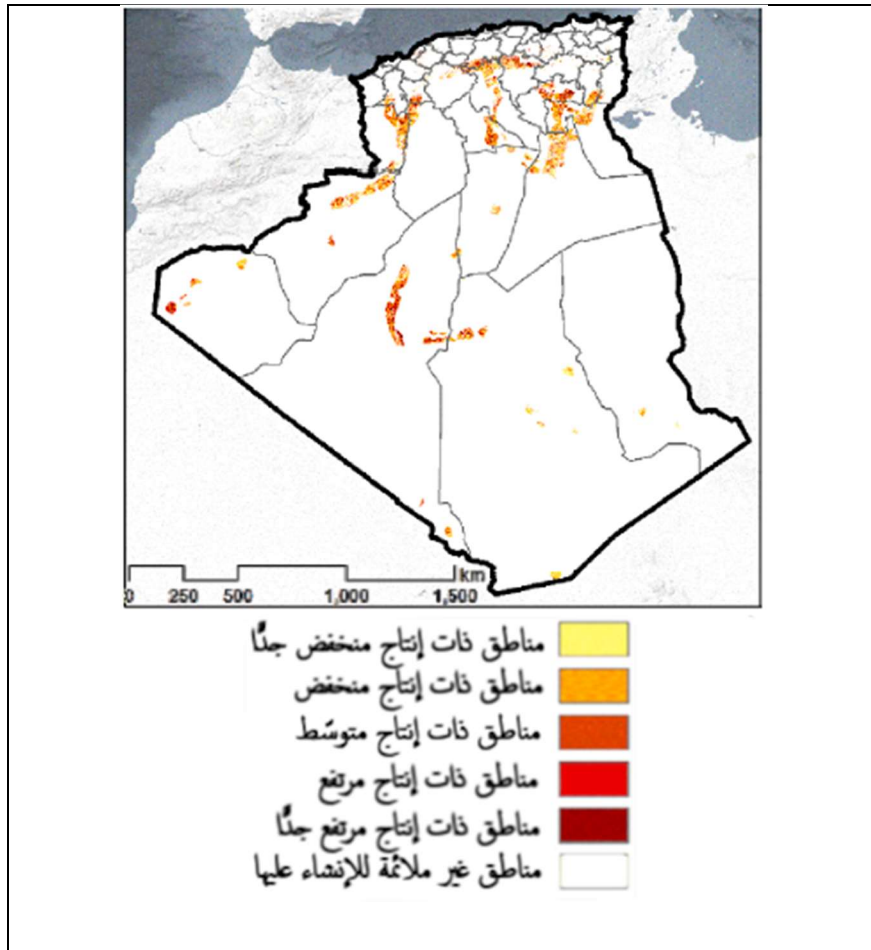 0 250 500 1,000 1,500 km
مناطق ذات إنتاج منخفض جدًّا
مناطق ذات إنتاج منخفض
مناطق ذات إنتاج متوسّط
مناطق ذات إنتاج مرتفع
مناطق ذات إنتاج مرتفع جدًّا
مناطق غير ملائمة للإنشاء عليها